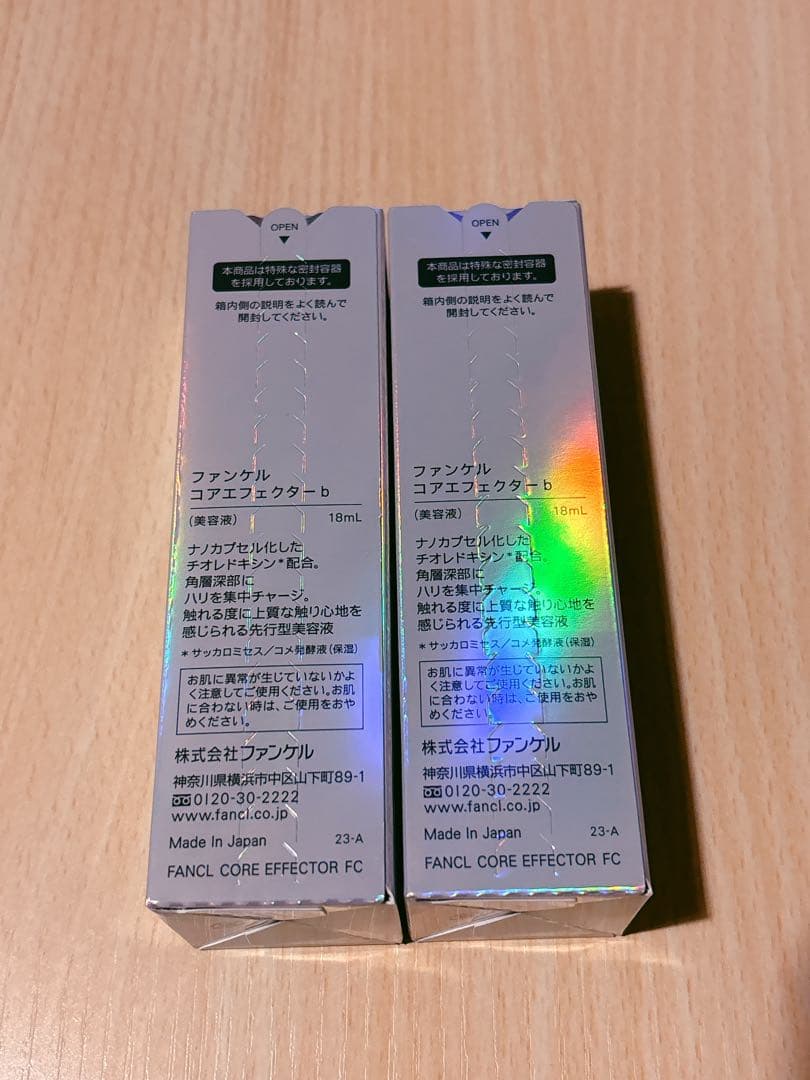 OPEN
本商品は特殊な密封容器
を採用しております。
箱内側の説明をよく読んで
開封してください。
ファンケル
コアエフェクターb
(美容液) 18mL
ナノカプセル化した
チオレドキシン*配合。
角層深部に
ハリを集中チャージ。
触れる度に上質な触り心地を
感じられる先行型美容液
*サッカロミセス/コメ発酵液(保湿)
お肌に異常が生じていないかよ
く注意してご使用ください。お肌
に合わない時は、ご使用をおや
めください。
株式会社ファンケル
神奈川県横浜市中区山下町89-1
0120-30-2222
www.fancl.co.jp
Made In Japan 23-A
FANCL CORE EFFECTOR FC
OPEN
本商品は特殊な密封容器
を採用しております。
箱内側の説明をよく読んで
開封してください。
ファンケル
コアエフェクターb
(美容液) 18mL
ナノカプセル化した
チオレドキシン*配合。
角層深部に
ハリを集中チャージ。
触れる度に上質な触り心地を
感じられる先行型美容液
*サッカロミセス/コメ発酵液(保湿)
お肌に異常が生じていないかよ
く注意してご使用ください。お肌
に合わない時は、ご使用をおや
めください。
株式会社ファンケル
神奈川県横浜市中区山下町89-1
0120-30-2222
www.fancl.co.jp
Made In Japan 23-A
FANCL CORE EFFECTOR FC